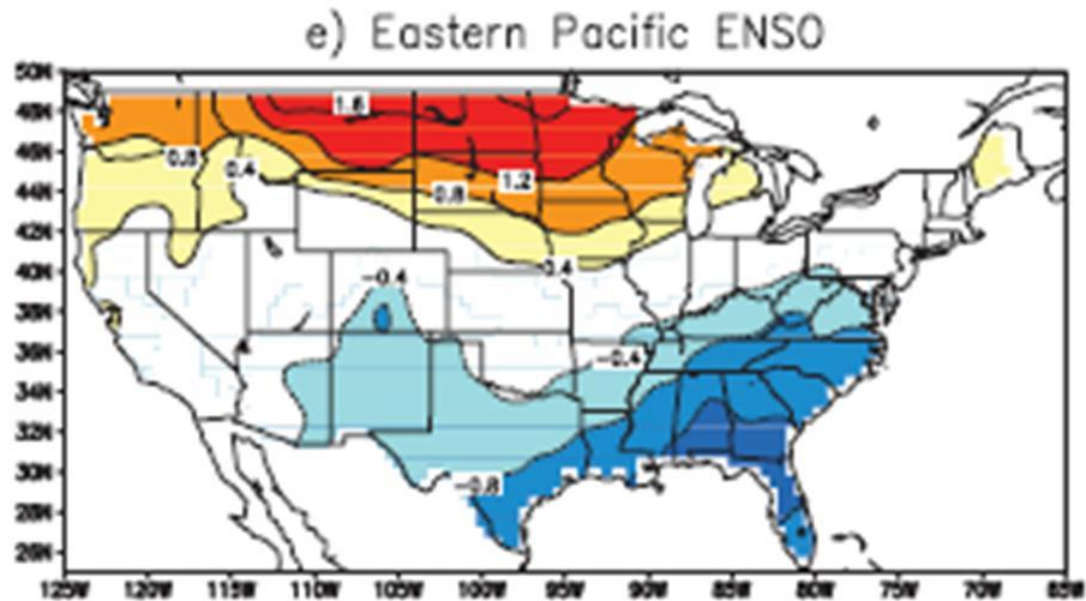 e) Eastern Pacific ENSO
50N
48N
1.6
46N
0.8
0.4
44N
0.8
1.2
42N
40N
0.4
-0.4
38N
36N
-0.4
34N
32N
30N
-0.8
28N
26N
125W 120W 115W 110W 105W 100W 95W 90W 85W 80W 75W 70W 65W